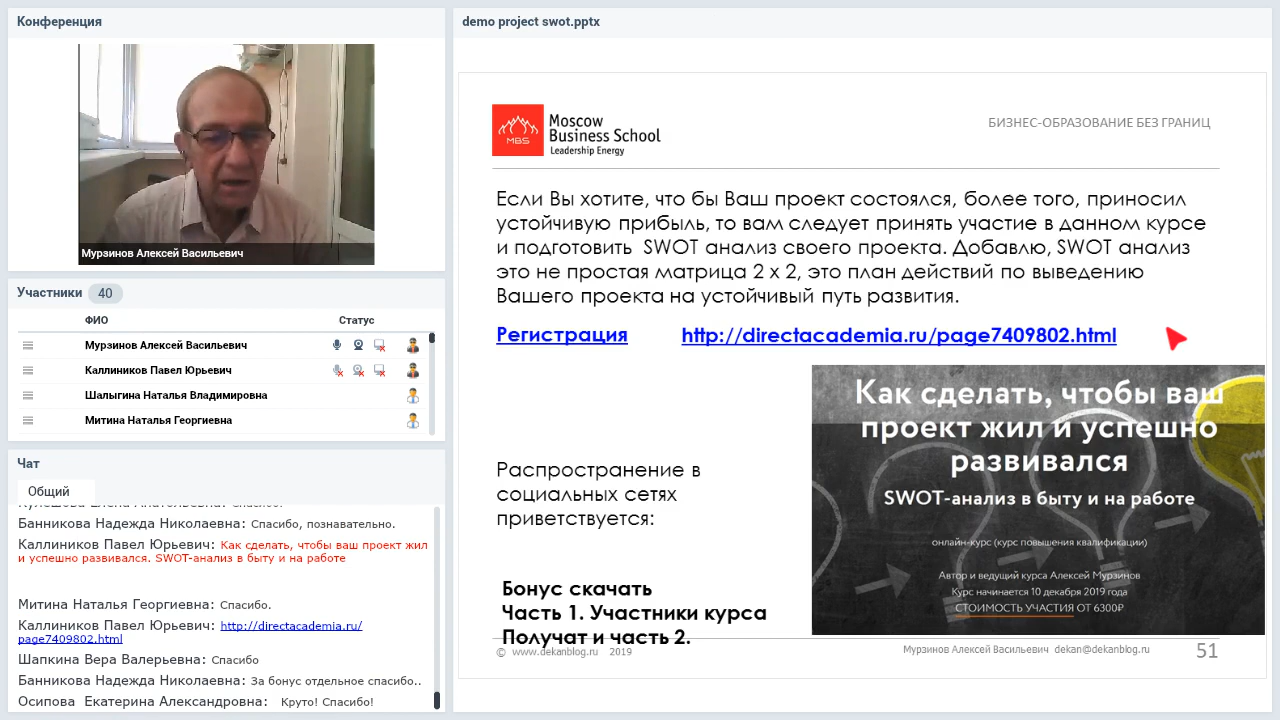 Конференция
Мурзинов Алексей Васильевич
Участники 40
ФИО Статус
Мурзинов Алексей Васильевич
Каллиников Павел Юрьевич
Шалыгина Наталья Владимировна
Митина Наталья Георгиевна
Чат
Общий
Банникова Надежда Николаевна: Спасибо, познавательно.
Каллиников Павел Юрьевич: Как сделать, чтобы ваш проект жил
и успешно развивался. SWOT-анализ в быту и на работе
Митина Наталья Георгиевна: Спасибо.
Каллиников Павел Юрьевич: http://directacademia.ru/
page7409802.html
Шапкина Вера Валерьевна: Спасибо
Банникова Надежда Николаевна: За бонус отдельное спасибо..
Осипова Екатерина Александровна: Круто! Спасибо!
demo project swot.pptx
MBS
Moscow
Business School
Leadership Energy
БИЗНЕС-ОБРАЗОВАНИЕ БЕЗ ГРАНИЦ
Если Вы хотите, что бы Ваш проект состоялся, более того, приносил
устойчивую прибыль, то вам следует принять участие в данном курсе
и подготовить SWOT анализ своего проекта. Добавлю, SWOT анализ
это не простая матрица 2 х 2, это план действий по выведению
Вашего проекта на устойчивый путь развития.
Регистрация http://directacademia.ru/page7409802.html
Как сделать, чтобы ваш
проект жил и успешно
развивался
SWOT-анализ в быту и на работе
онлайн-курс (курс повышения квалификации)
Автор и ведущий курса Алексей Мурзинов
Курс начинается 10 декабря 2019 года
СТОИМОСТЬ УЧАСТИЯ ОТ 6300₽
Распространение в
социальных сетях
приветствуется:
Бонус скачать
Часть 1. Участники курса
Получат и часть 2.
© www.dekanblog.ru 2019
Мурзинов Алексей Васильевич dekan@dekanblog.ru
51